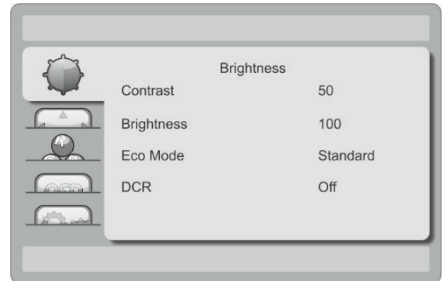 Brightness
Contrast 50
Brightness 100
Eco Mode Standard
DCR Off